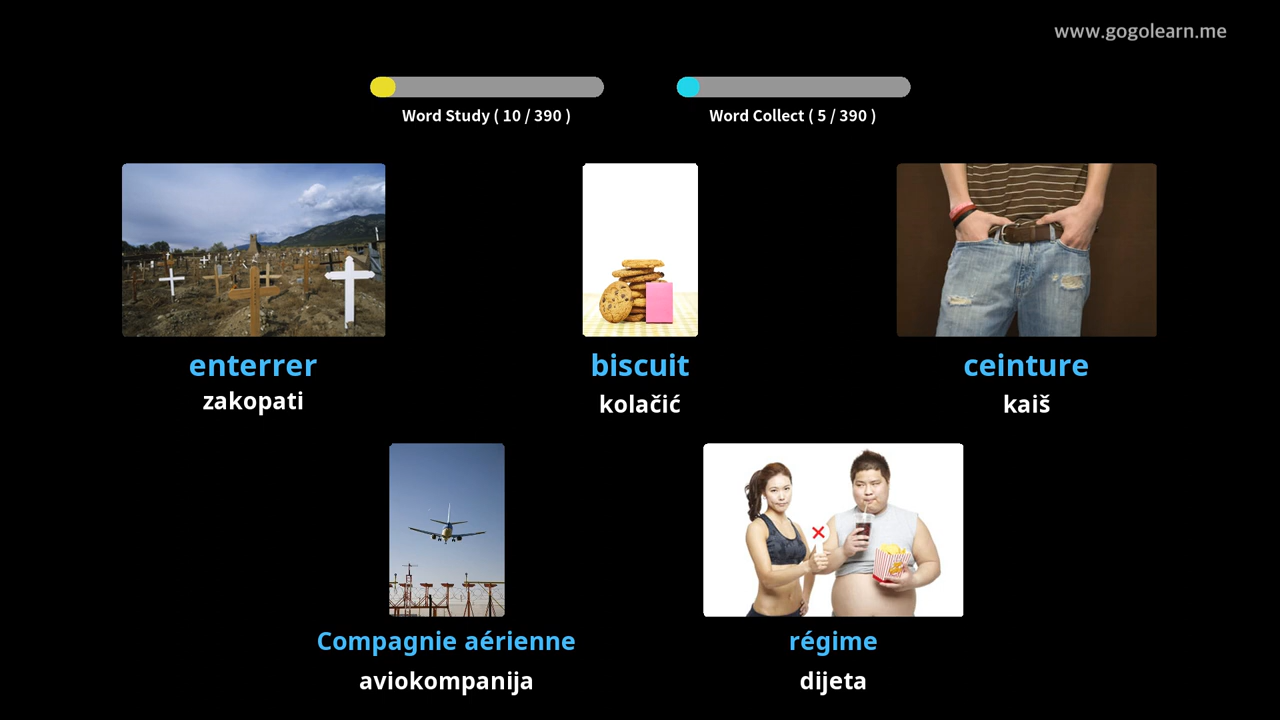 www.gogolearn.me
Word Study ( 10 / 390 )
Word Collect ( 5 / 390 )
enterrer
zakopati
biscuit
kolačić
ceinture
kaiš
Compagnie aérienne
aviokompanija
régime
dijeta